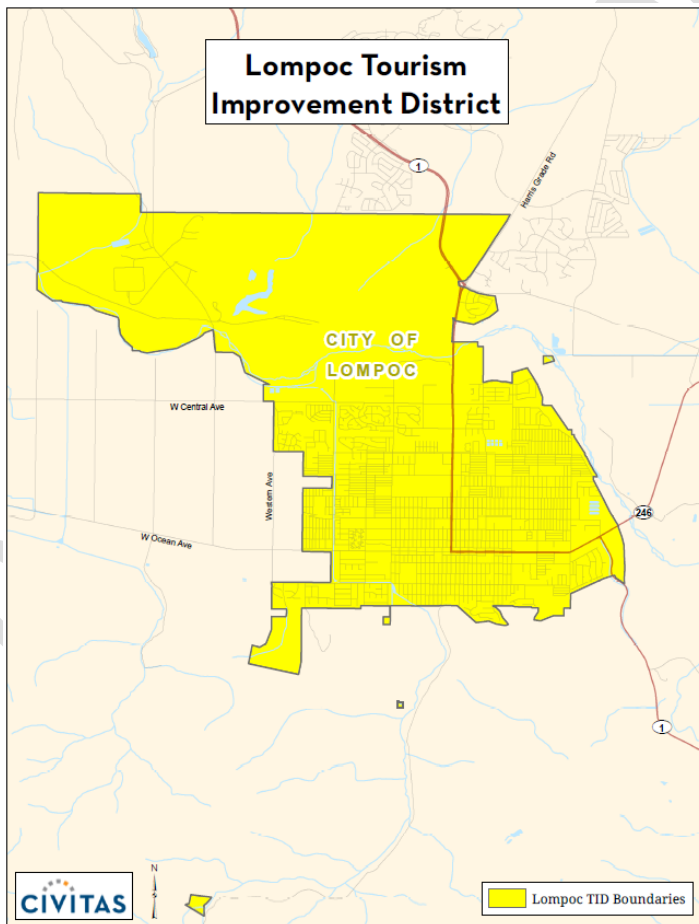 Lompoc Tourism
Improvement District
1
Harris Grade Rd
CITY OF
LOMPOC
W Central Ave
Western Ave
246
W Ocean Ave
1
N
CIVITAS
Lompoc TID Boundaries